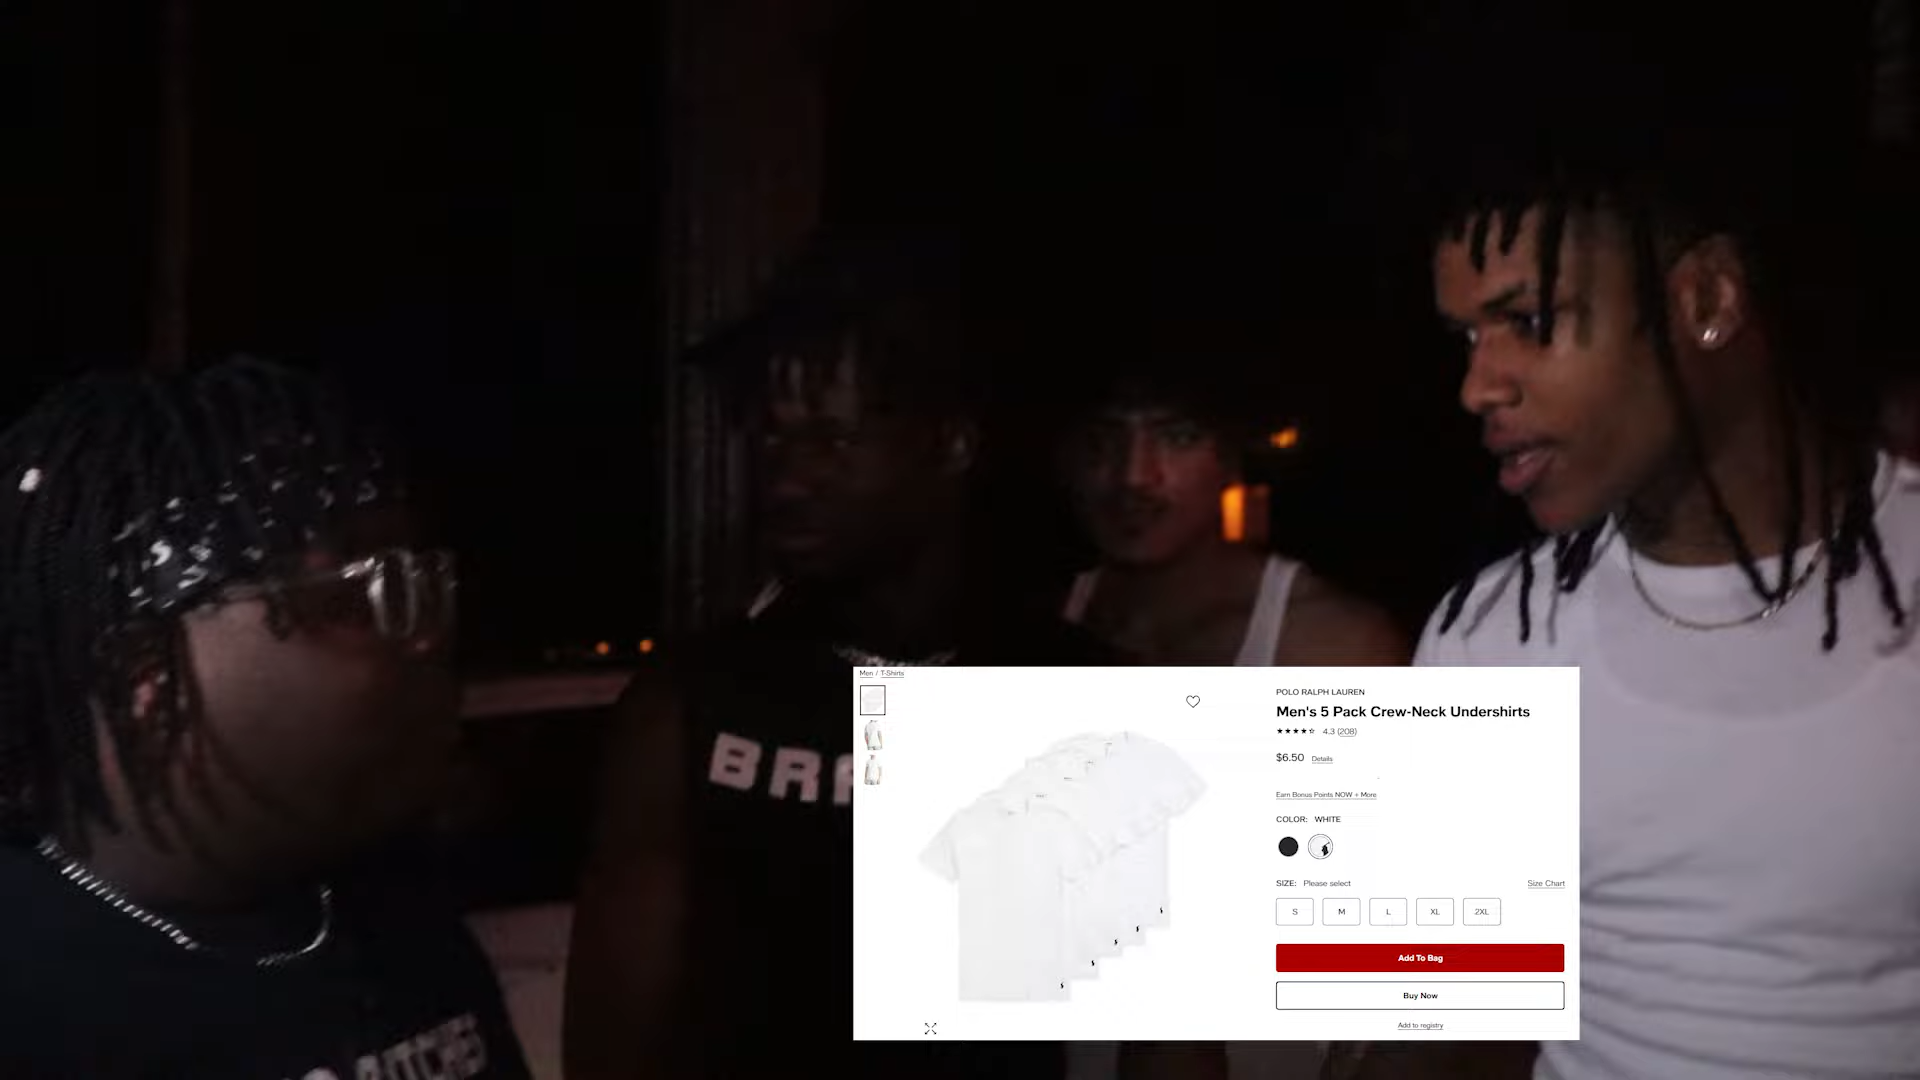 Men / T-Shirts
POLO RALPH LAUREN
Men's 5 Pack Crew-Neck Undershirts
4.3 (208)
$6.50 Details
Earn Bonus Points NOW + More
COLOR: WHITE
SIZE: Please select Size Chart
S M L XL 2XL
Add To Bag
Buy Now
Add to registry